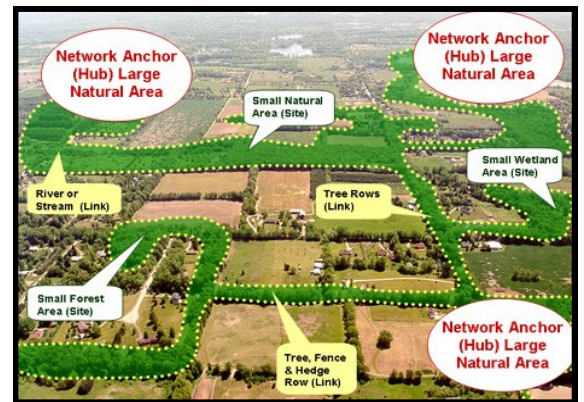 Network Anchor
(Hub) Large
Natural Area
Network Anchor
(Hub) Large
Natural Area
Small Natural
Area (Site)
Small Wetland
Area (Site)
River or
Stream (Link)
Tree Rows
(Link)
Small Forest
Area (Site)
Tree, Fence
& Hedge
Row (Link)
Network Anchor
(Hub) Large
Natural Area